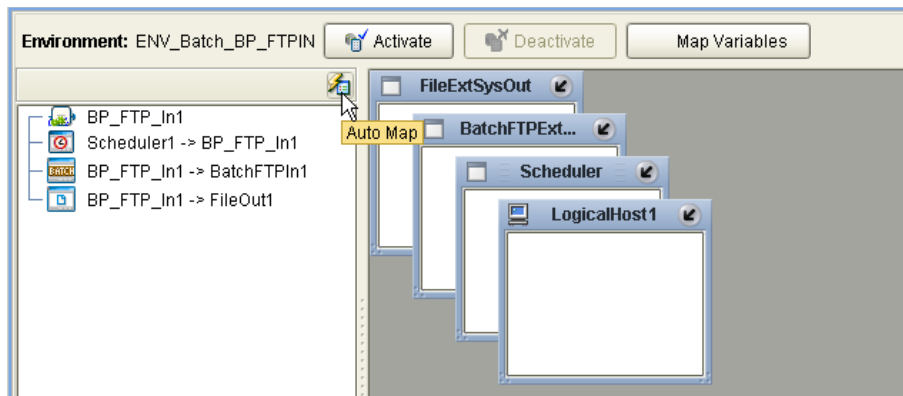 Environment: ENV_Batch_BP_FTPIN Activate Deactivate Map Variables
BP_FTP_In1
Scheduler1 -> BP_FTP_In1
BATCH BP_FTP_In1 -> BatchFTPIn1
BP_FTP_In1 -> FileOut1
Auto Map
FileExtSysOut
BatchFTPExt...
Scheduler
LogicalHost1